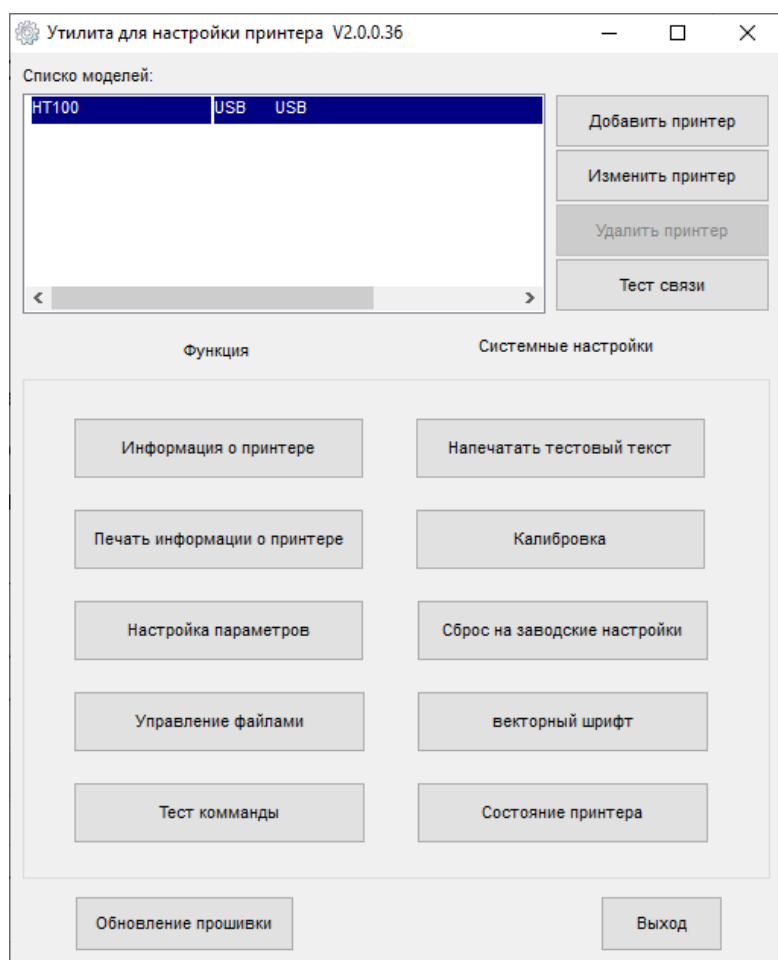 Утилита для настройки принтера V2.0.0.36
Списко моделей:
HT100 USB USB
Добавить принтер
Изменить принтер
Удалить принтер
Тест связи
Функция
Системные настройки
Информация о принтере
Напечатать тестовый текст
Печать информации о принтере
Калибровка
Настройка параметров
Сброс на заводские настройки
Управление файлами
векторный шрифт
Тест комманды
Состояние принтера
Обновление прошивки
Выход